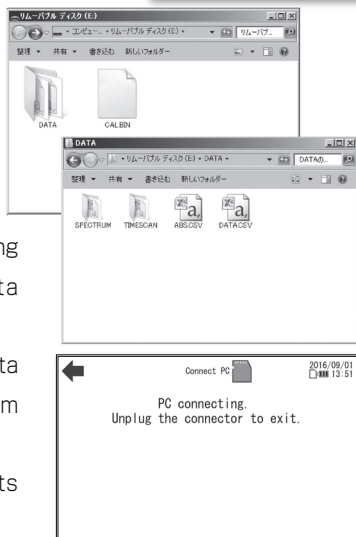 リムーバブル ディスク (E:)
コンピュー... リムーバブル ディスク (E:)
リムーバブ...
整理 共有 書き込む 新しいフォルダー
DATA
CALBIN
DATA
リムーバブル ディスク (E:) DATA
DATAの...
整理 共有 書き込む 新しいフォルダー
SPECTRUM
TIMESCAN
ABS.CSV
DATA.CSV
ng
ta
ta
m
ts
Connect PC
2016/09/01
13:51
PC connecting.
Unplug the connector to exit.